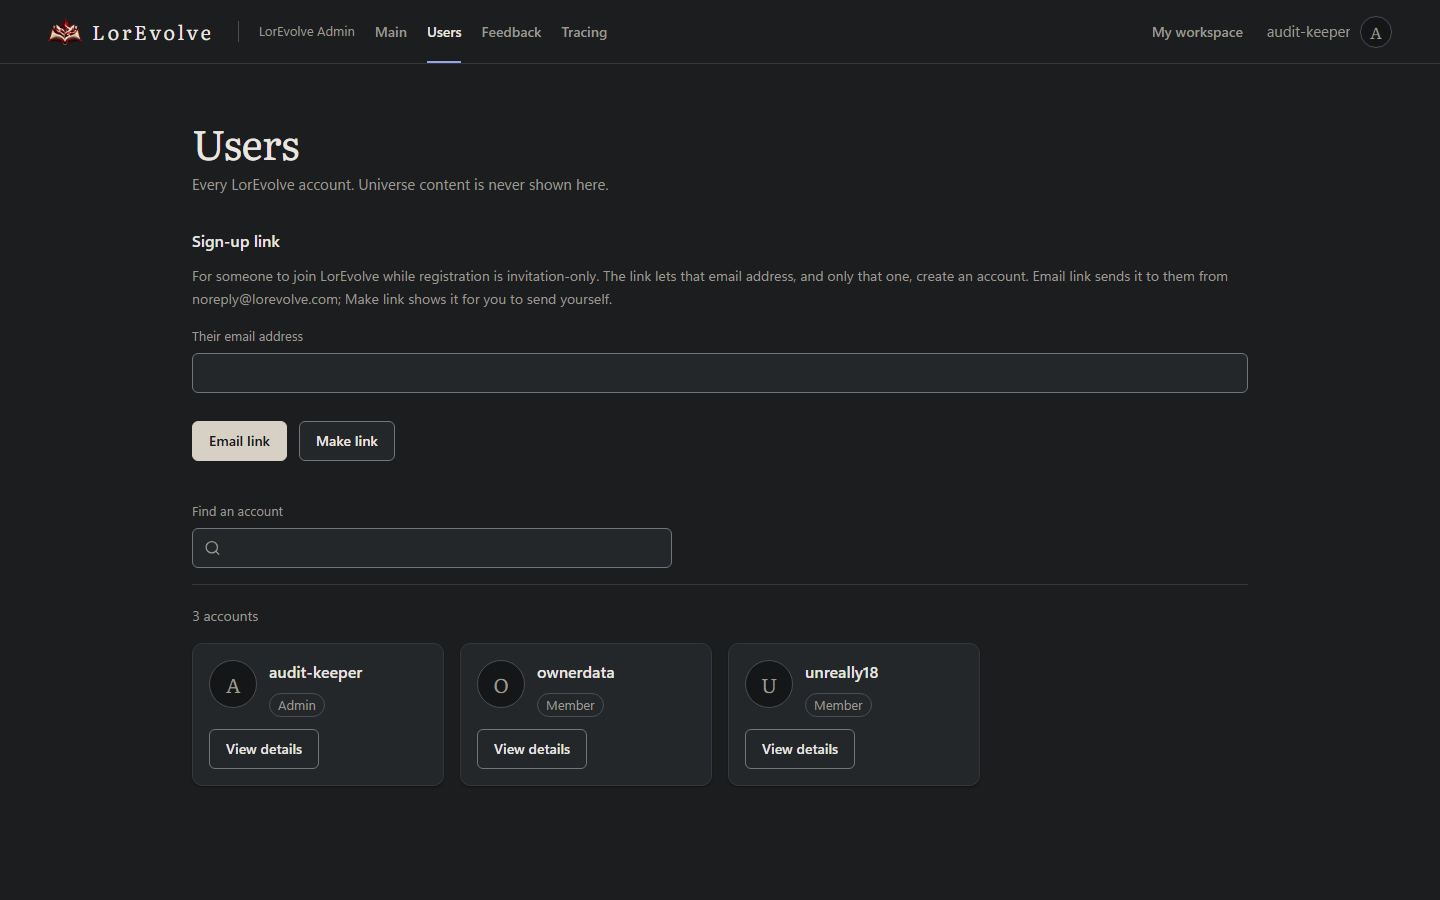 LorEvolve
LorEvolve Admin
Main
Users
Feedback
Tracing
My workspace
audit-keeper
A
Users
Every LorEvolve account. Universe content is never shown here.
Sign-up link
For someone to join LorEvolve while registration is invitation-only. The link lets that email address, and only that one, create an account. Email link sends it to them from
noreply@lorevolve.com; Make link shows it for you to send yourself.
Their email address
Email link
Make link
Find an account
3 accounts
A
audit-keeper
Admin
View details
O
ownerdata
Member
View details
U
unreally18
Member
View details